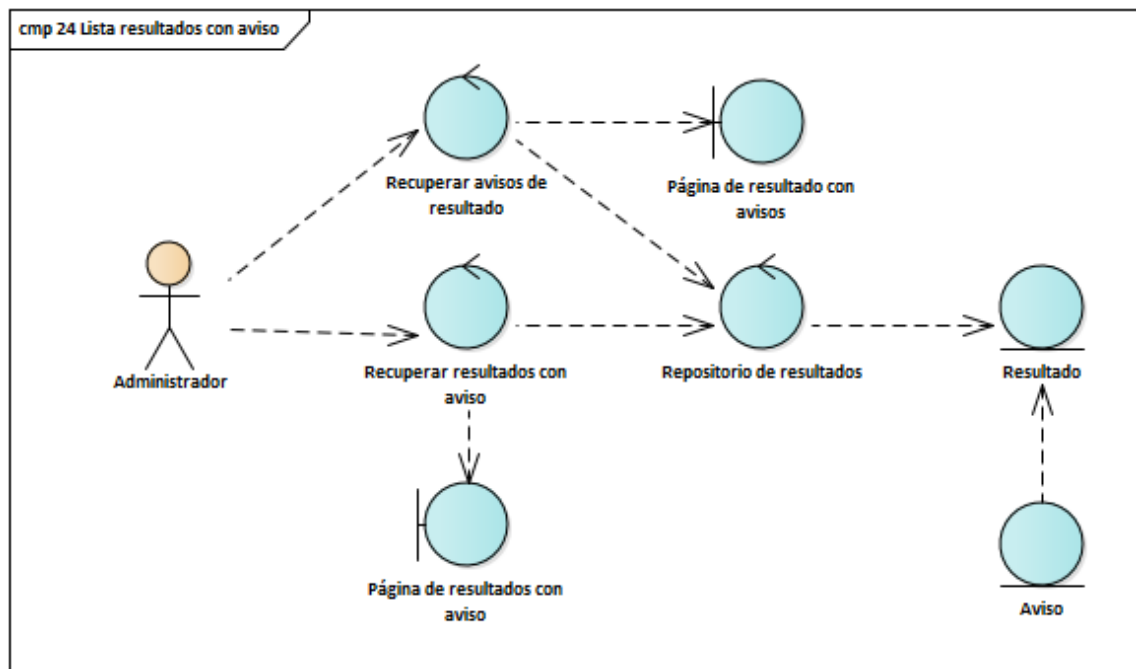 cmp 24 Lista resultados con aviso
Recuperar avisos de
resultado
Página de resultado con
avisos
Administrador
Recuperar resultados con
aviso
Repositorio de resultados
Resultado
Página de resultados con
aviso
Aviso